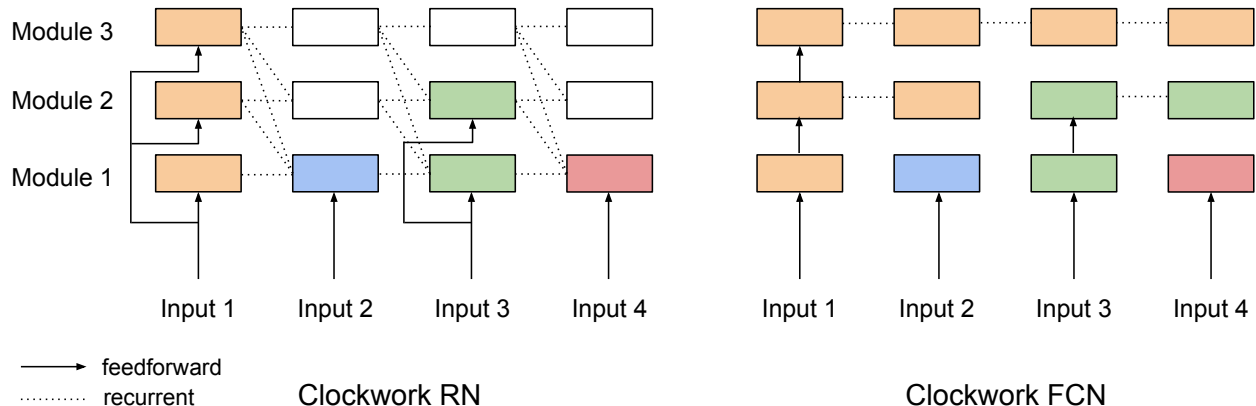 Module 3
Module 2
Module 1
Input 1 Input 2 Input 3 Input 4 Input 1 Input 2 Input 3 Input 4
feedforward
recurrent
Clockwork RN Clockwork FCN